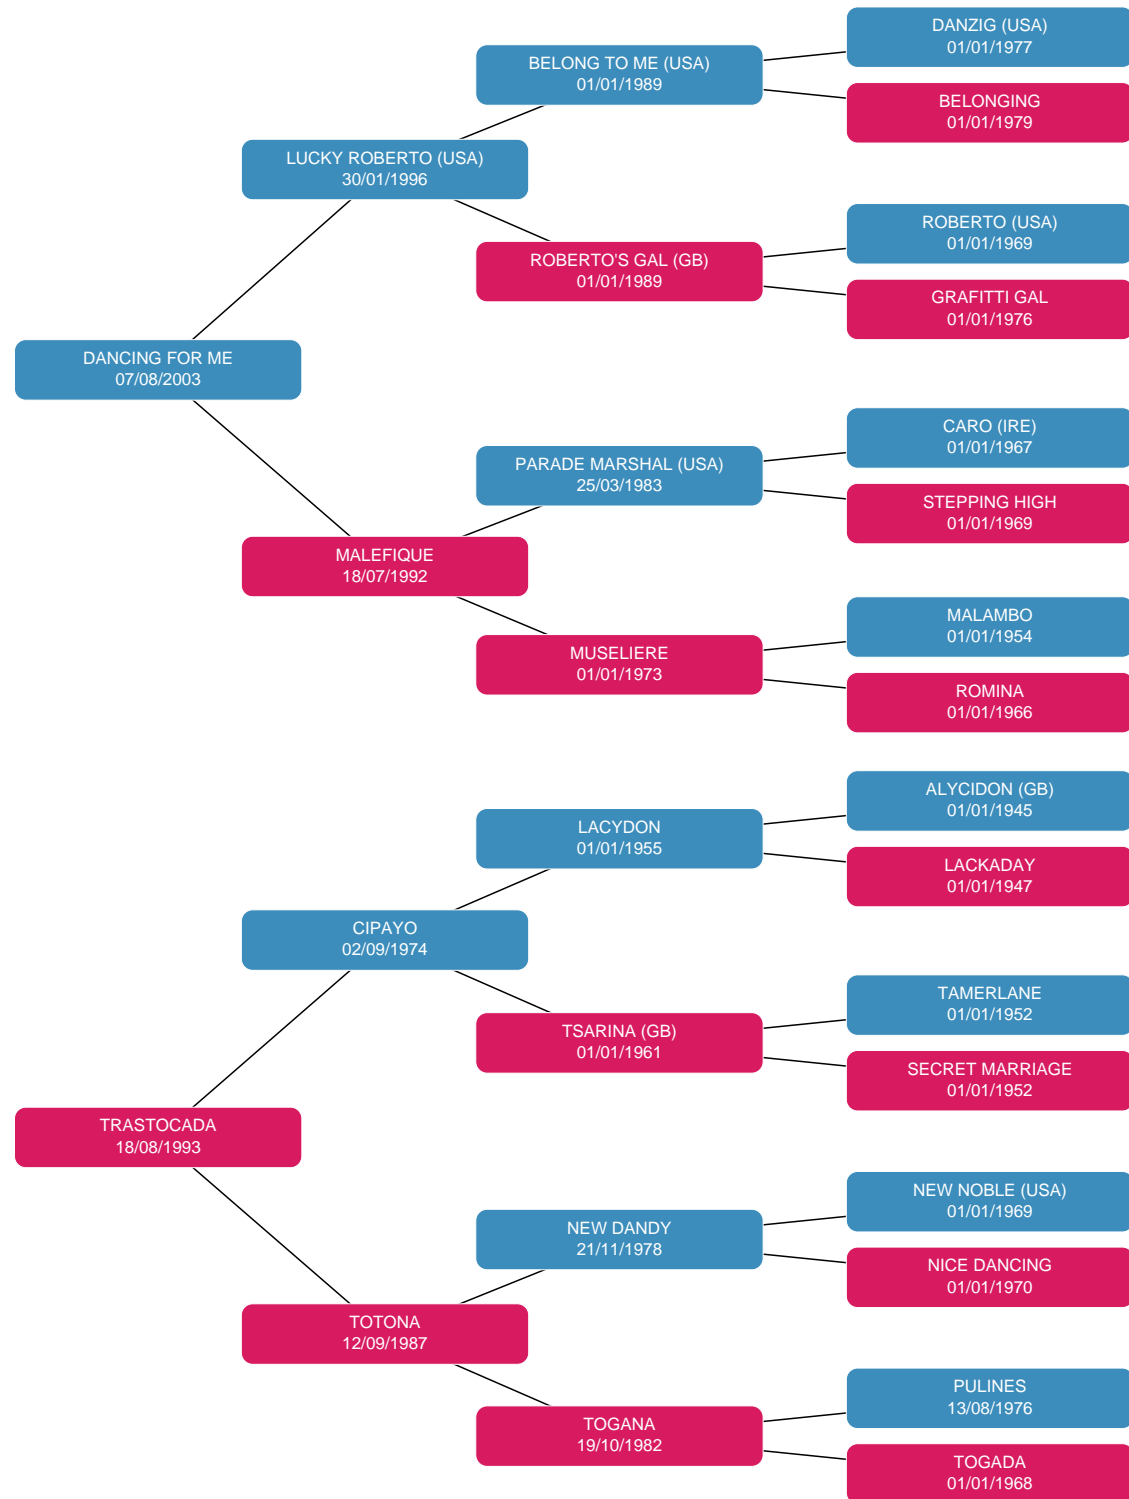 DANZIG (USA)
01/01/1977
BELONG TO ME (USA)
01/01/1989
BELONGING
01/01/1979
LUCKY ROBERTO (USA)
30/01/1996
ROBERTO (USA)
01/01/1969
ROBERTO'S GAL (GB)
01/01/1989
GRAFITTI GAL
01/01/1976
DANCING FOR ME
07/08/2003
CARO (IRE)
01/01/1967
PARADE MARSHAL (USA)
25/03/1983
STEPPING HIGH
01/01/1969
MALEFIQUE
18/07/1992
MALAMBO
01/01/1954
MUSELIERE
01/01/1973
ROMINA
01/01/1966
ALYCIDON (GB)
01/01/1945
LACYDON
01/01/1955
LACKADAY
01/01/1947
CIPAYO
02/09/1974
TAMERLANE
01/01/1952
TSARINA (GB)
01/01/1961
SECRET MARRIAGE
01/01/1952
TRASTOCADA
18/08/1993
NEW NOBLE (USA)
01/01/1969
NEW DANDY
21/11/1978
NICE DANCING
01/01/1970
TOTONA
12/09/1987
PULINES
13/08/1976
TOGANA
19/10/1982
TOGADA
01/01/1968